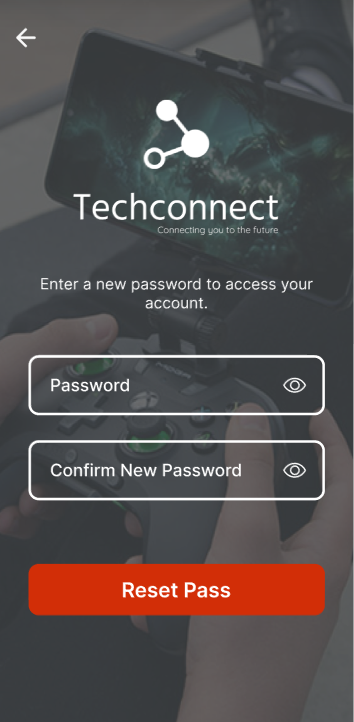 Techconnect
Connecting you to the future
Enter a new password to access your
account.
Password
Confirm New Password
Reset Pass